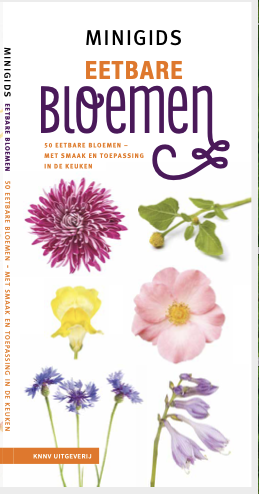 MINIGIDS
EETBARE
Bloemen
50 EETBARE BLOEMEN –
MET SMAAK EN TOEPASSING
IN DE KEUKEN
KNNV UITGEVERIJ
MINIGIDS EETBARE BLOEMEN 50 EETBARE BLOEMEN - MET SMAAK EN TOEPASSING IN DE KEUKEN